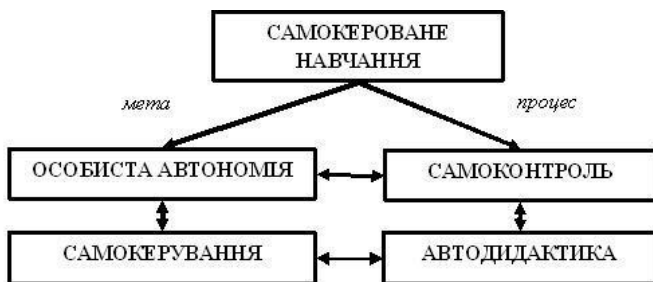 САМОКЕРОВАНЕ
НАВЧАННЯ
мета
процес
ОСОБИСТА АВТОНОМІЯ
САМОКОНТРОЛЬ
САМОКЕРУВАННЯ
АВТОДИДАКТИКА